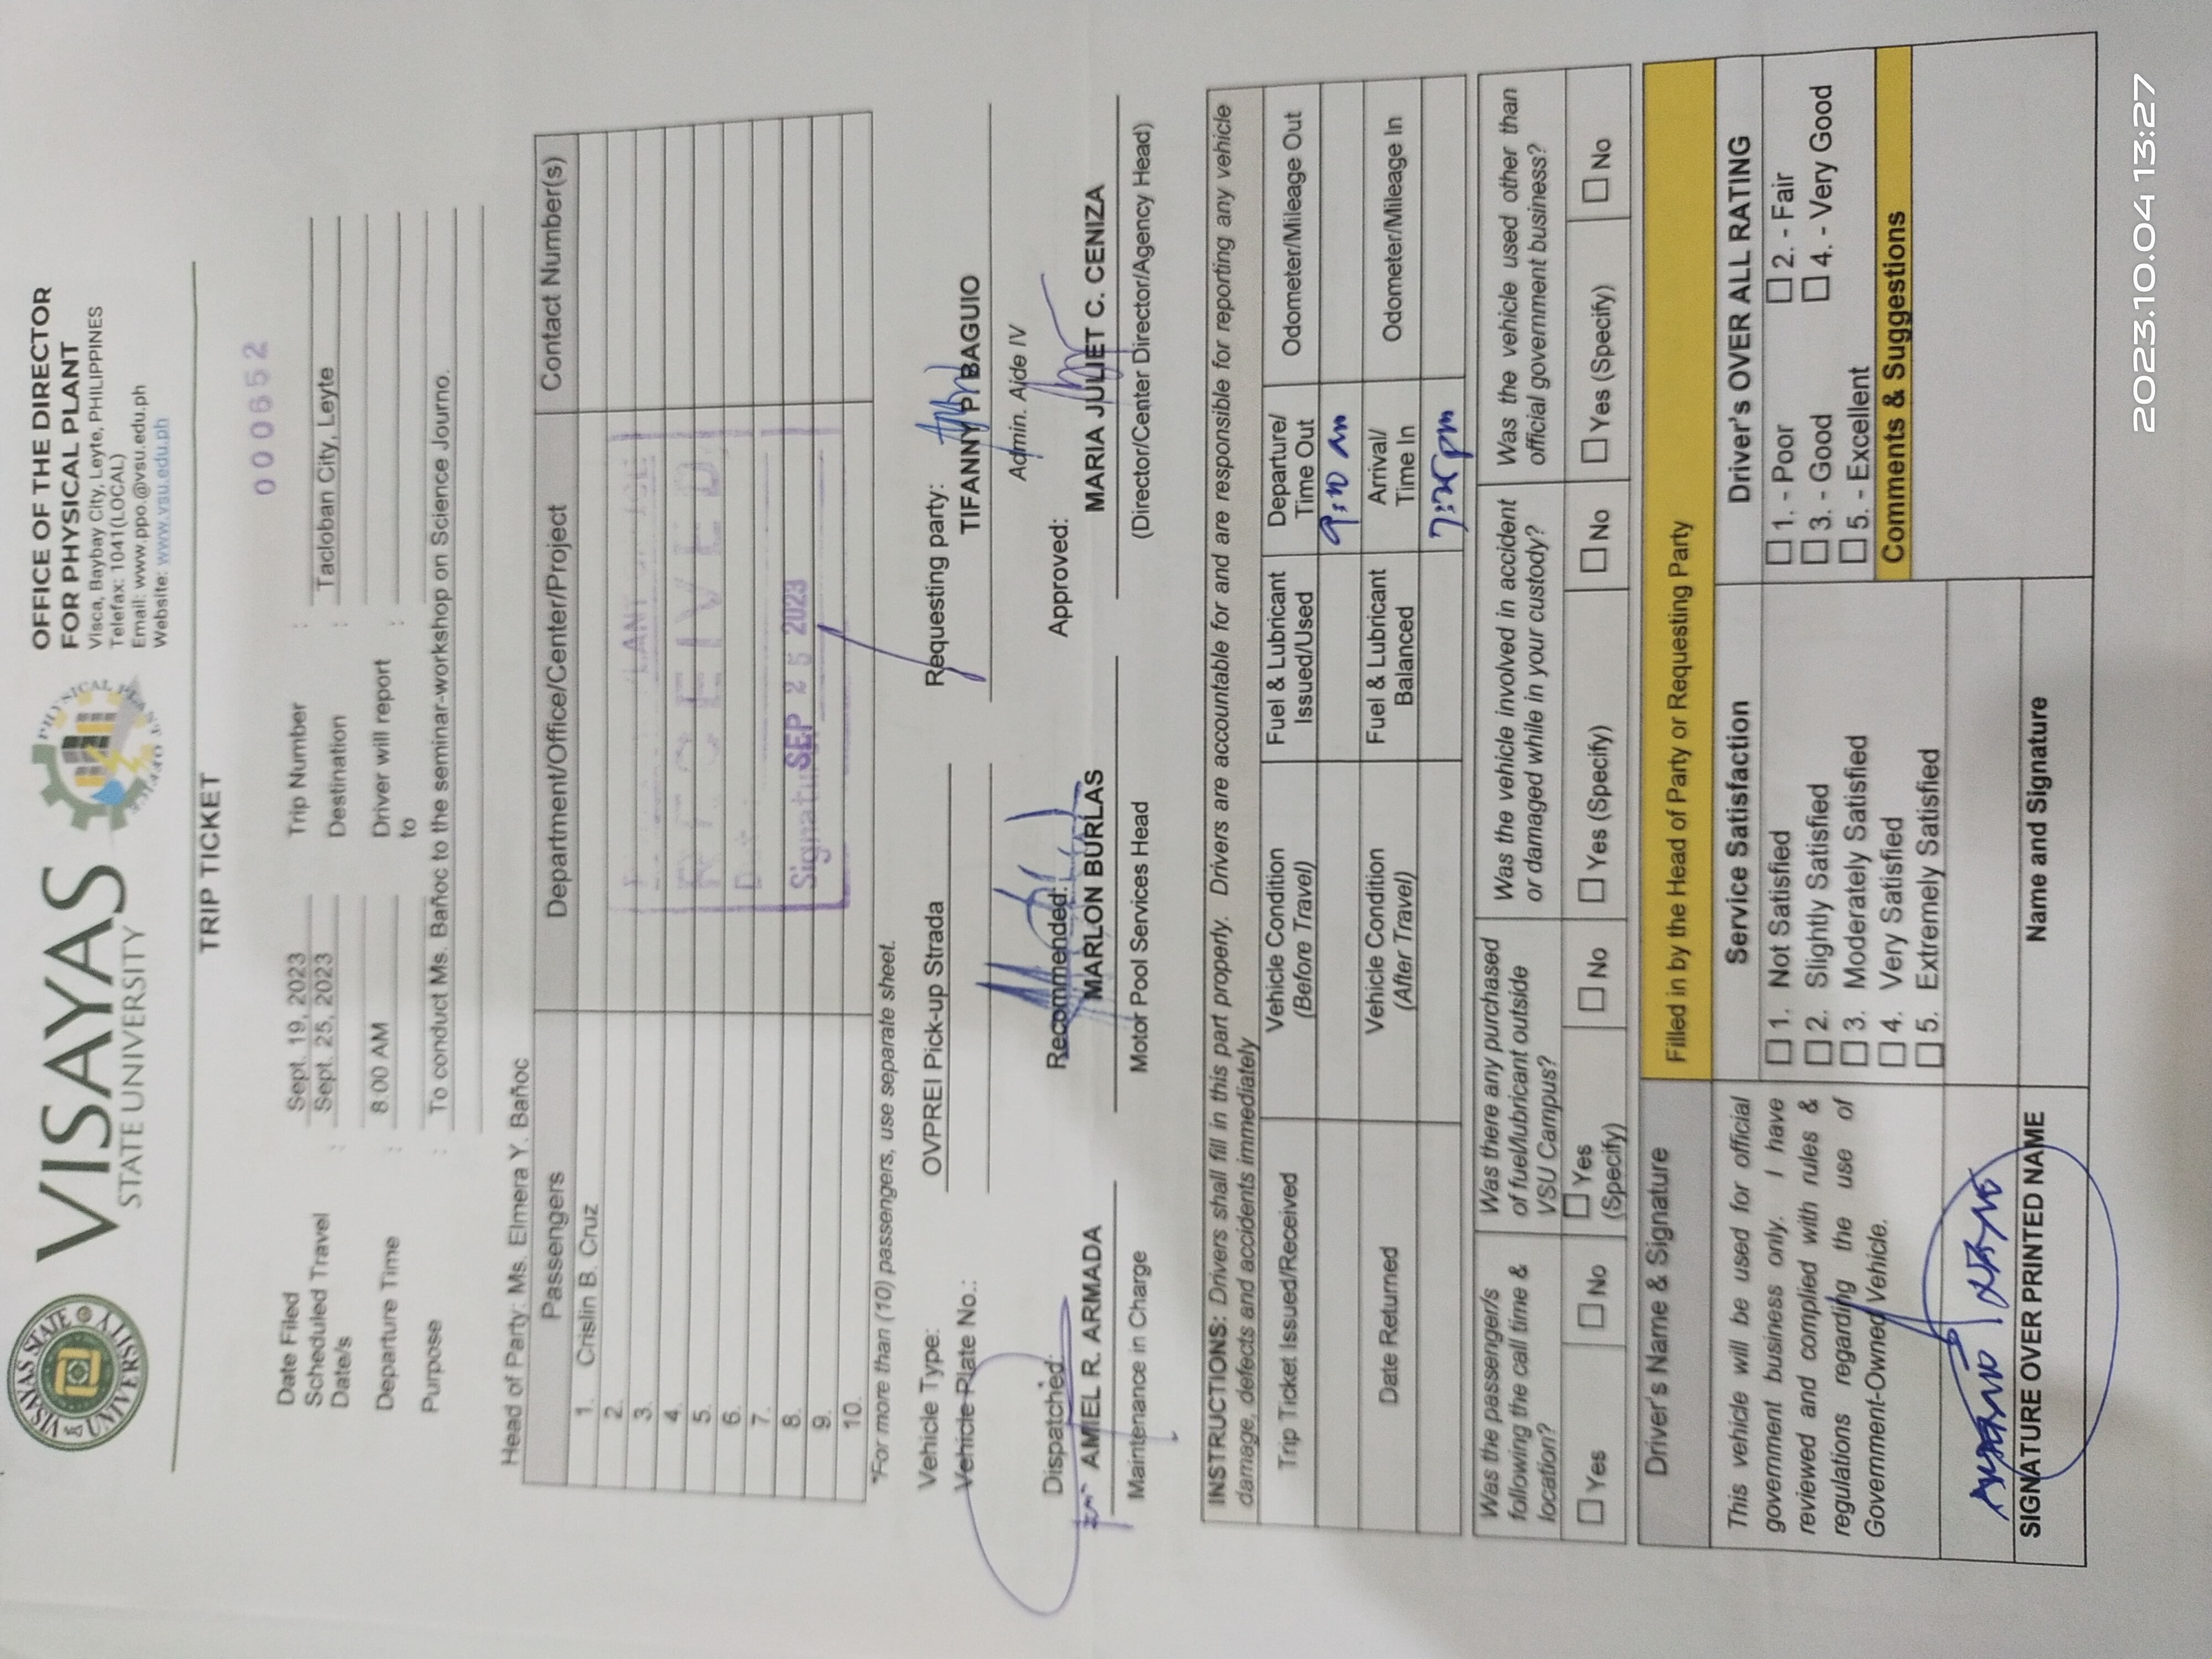 VISAYAS STATE UNIVERSITY
VISAYAS
STATE UNIVERSITY
PHYSICAL PLANT OFFICE
OFFICE OF THE DIRECTOR
FOR PHYSICAL PLANT
Visca, Baybay City, Leyte, PHILIPPINES
Telefax: 1041(LOCAL)
Email: www.ppo.@vsu.edu.ph
Website: www.vsu.edu.ph
TRIP TICKET
000652
Date Filed Sept. 19, 2023 Trip Number :
Scheduled Travel Date/s : Sept. 25, 2023 Destination : Tacloban City, Leyte
Departure Time : 8:00 AM Driver will report to :
Purpose : To conduct Ms. Bañoc to the seminar-workshop on Science Journo.
Head of Party: Ms. Elmera Y. Bañoc
Passengers Department/Office/Center/Project Contact Number(s)
1. Crislin B. Cruz
2.
3.
4.
5.
6.
7.
8.
9.
10.
RECEIVED
SEP 25 2023
*For more than (10) passengers, use separate sheet.
Vehicle Type: OVPREI Pick-up Strada Requesting party:
Vehicle Plate No.: TIFANNY P. BAGUIO
Admin. Aide IV
Dispatched: Recommended: Approved:
AMIEL R. ARMADA MARLON BURLAS MARIA JULIET C. CENIZA
Maintenance in Charge Motor Pool Services Head (Director/Center Director/Agency Head)
INSTRUCTIONS: Drivers shall fill in this part properly. Drivers are accountable for and are responsible for reporting any vehicle
damage, defects and accidents immediately
Trip Ticket Issued/Received Vehicle Condition (Before Travel) Fuel & Lubricant Issued/Used Departure/ Time Out Odometer/Mileage Out
9:10 am
Date Returned Vehicle Condition (After Travel) Fuel & Lubricant Balanced Arrival/ Time In Odometer/Mileage In
Was the passenger/s following the call time & location? Was there any purchased of fuel/lubricant outside VSU Campus? Was the vehicle involved in accident or damaged while in your custody? Was the vehicle used other than official government business?
Yes No Yes (Specify) No Yes (Specify) No Yes (Specify) No
Driver's Name & Signature Filled in by the Head of Party or Requesting Party
This vehicle will be used for official
government business only. I have
reviewed and complied with rules &
regulations regarding the use of
Government-Owned Vehicle.
SIGNATURE OVER PRINTED NAME
Service Satisfaction
1. Not Satisfied
2. Slightly Satisfied
3. Moderately Satisfied
4. Very Satisfied
5. Extremely Satisfied
Name and Signature
Driver's OVER ALL RATING
1. - Poor 2. - Fair
3. - Good 4. - Very Good
5. - Excellent
Comments & Suggestions
2023.10.04 13:27